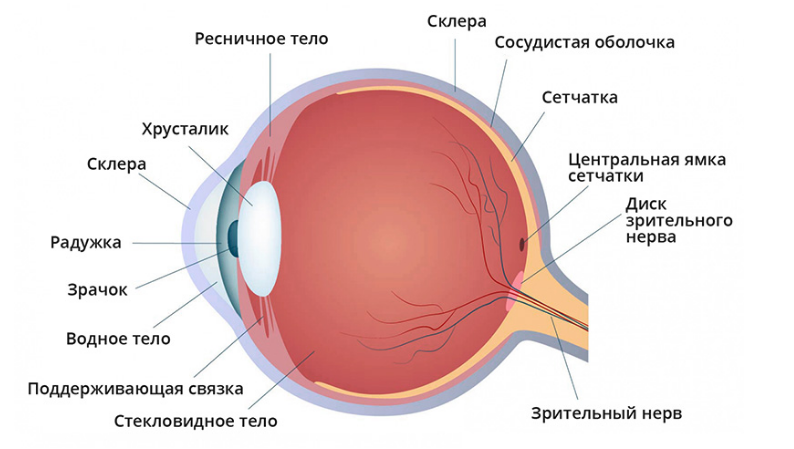 Склера
Ресничное тело
Сосудистая оболочка
Сетчатка
Хрусталик
Склера
Центральная ямка
сетчатки
Диск
зрительного
нерва
Радужка
Зрачок
Водное тело
Поддерживающая связка
Стекловидное тело
Зрительный нерв